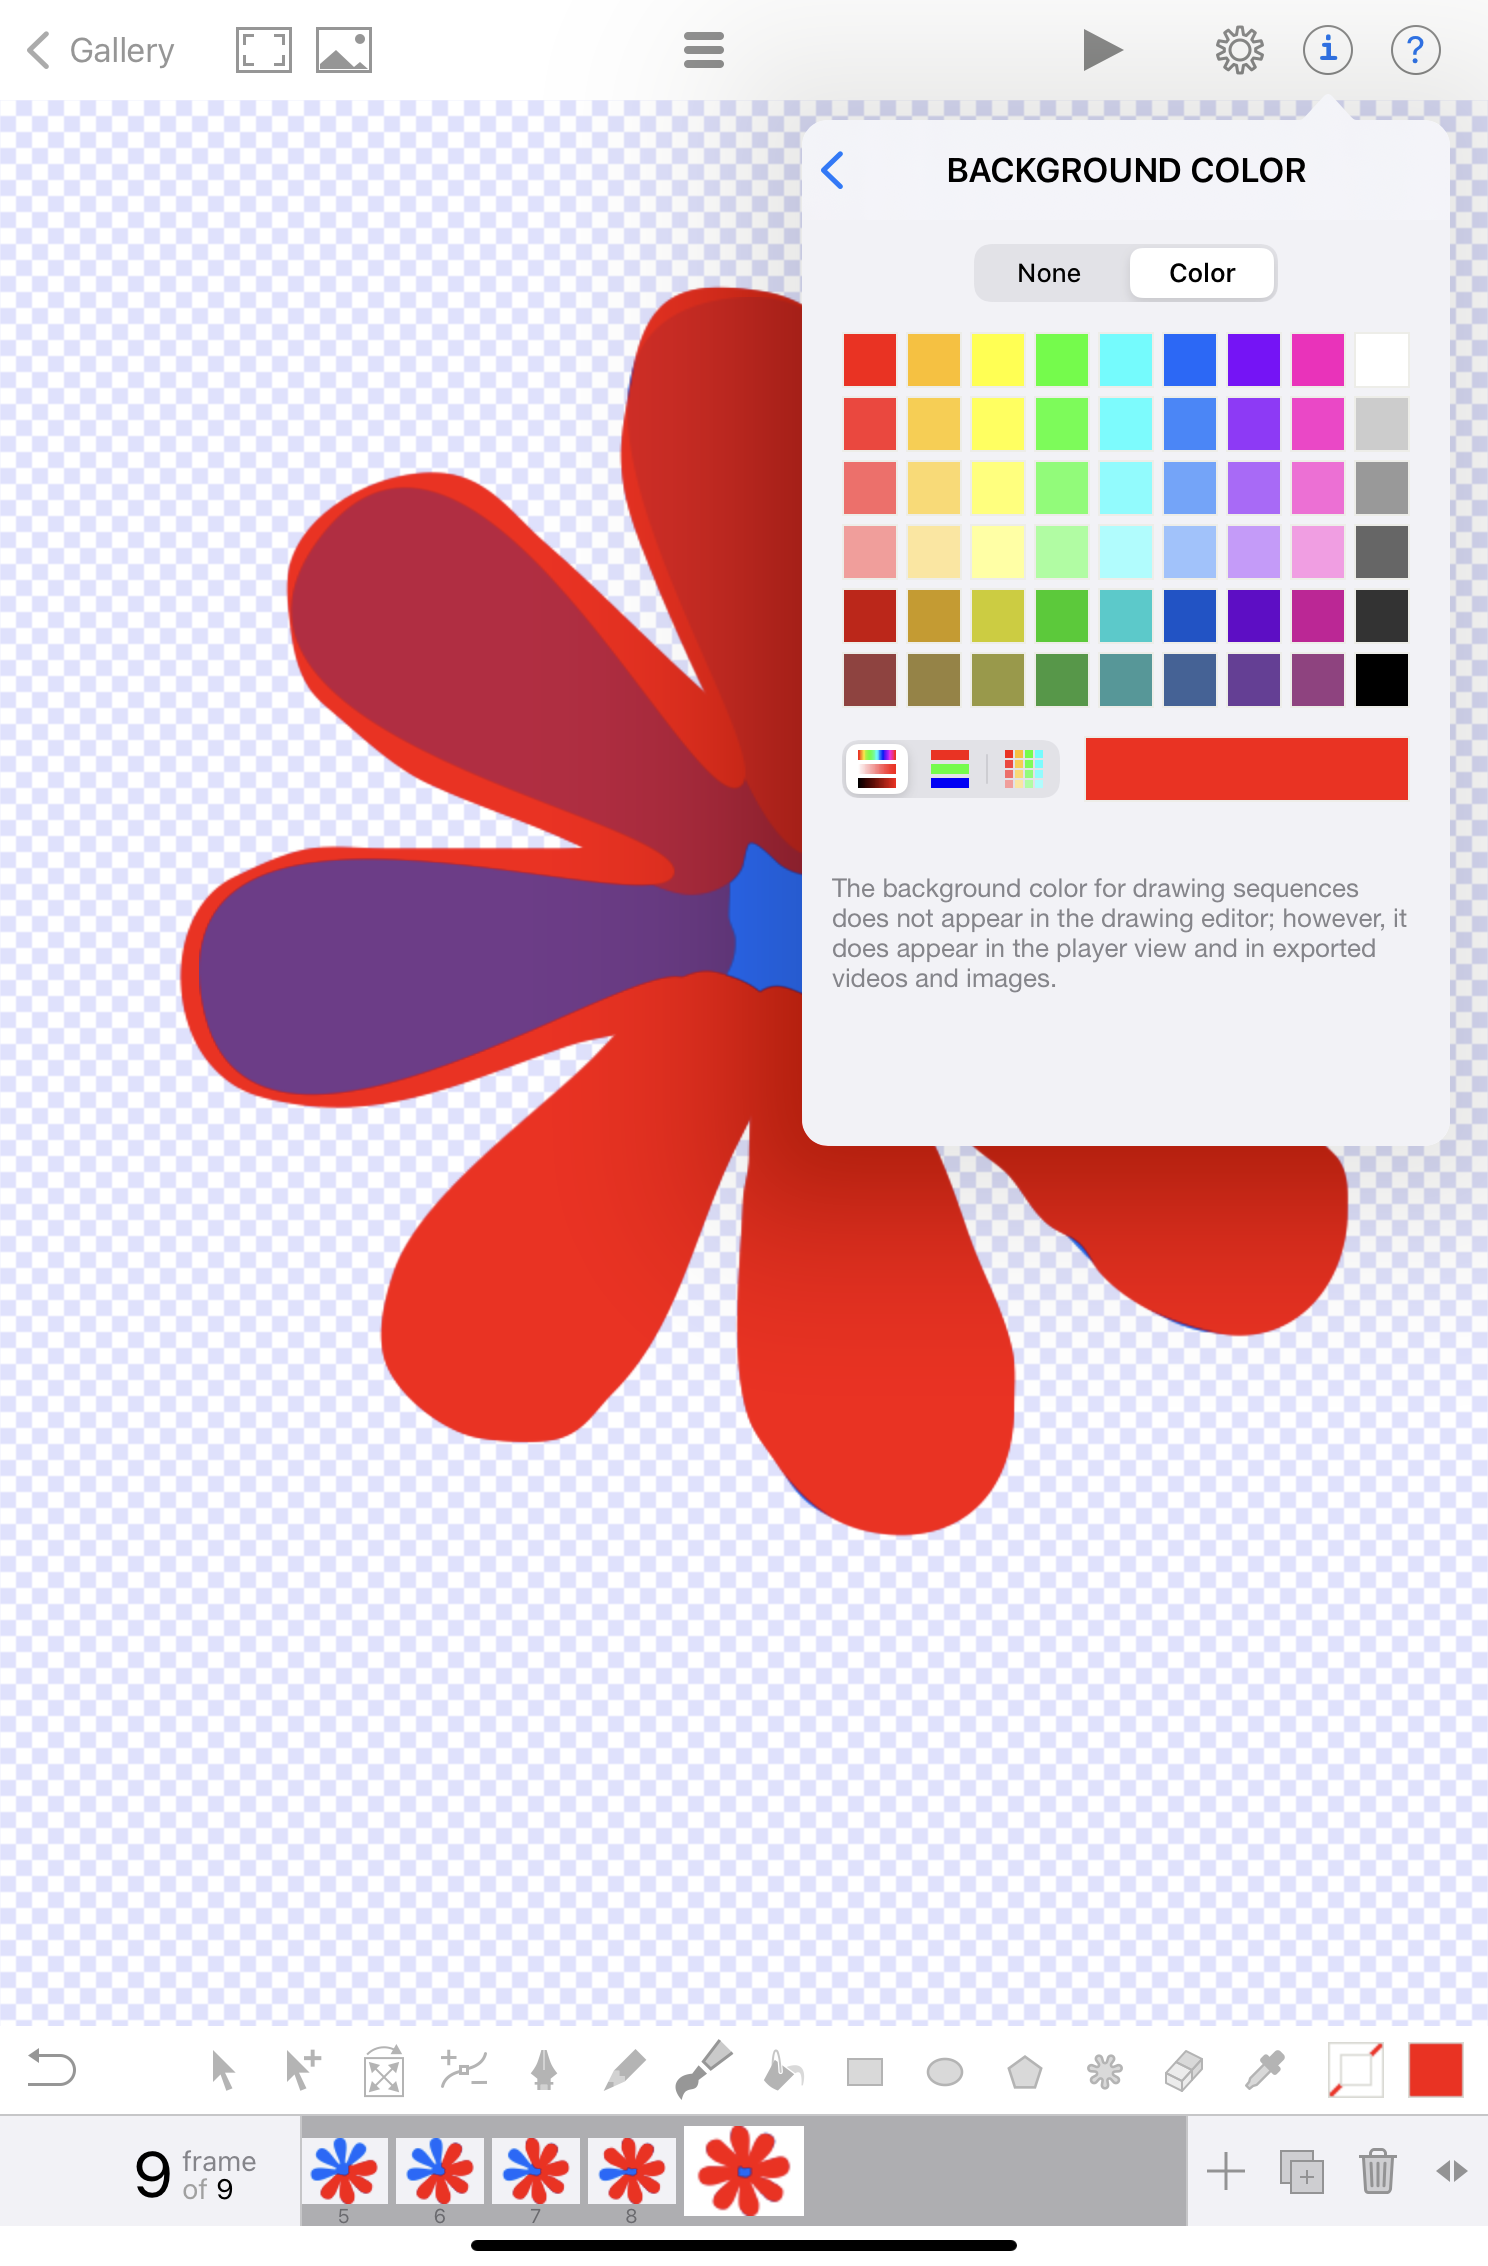 Gallery
BACKGROUND COLOR
None
Color
The background color for drawing sequences
does not appear in the drawing editor; however, it
does appear in the player view and in exported
videos and images.
9 frame
of 9
5
6
7
8